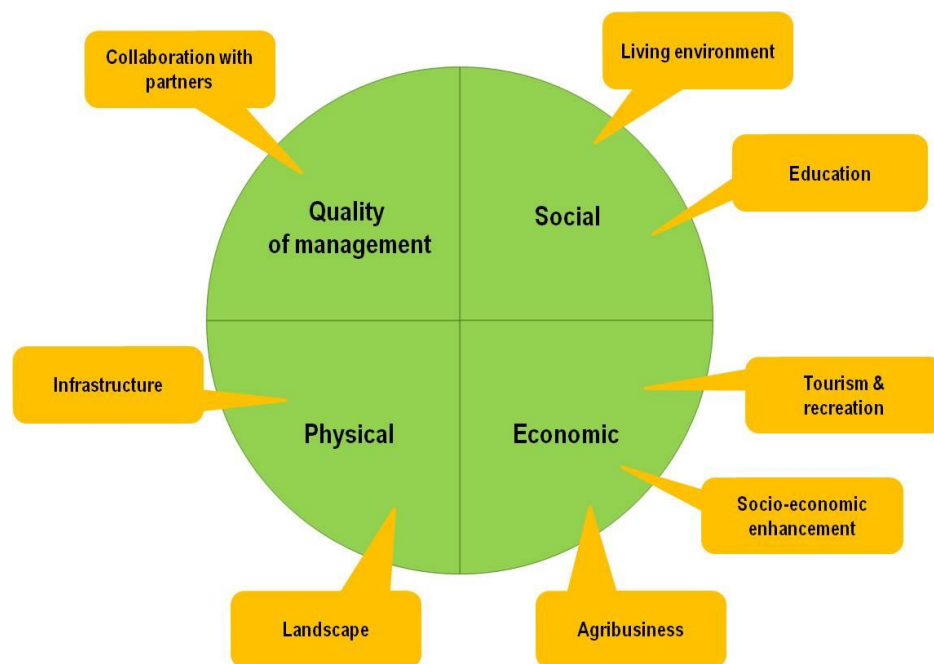 Collaboration with
partners
Living environment
Education
Quality
of management
Social
Infrastructure
Physical
Economic
Tourism &
recreation
Socio-economic
enhancement
Landscape
Agribusiness